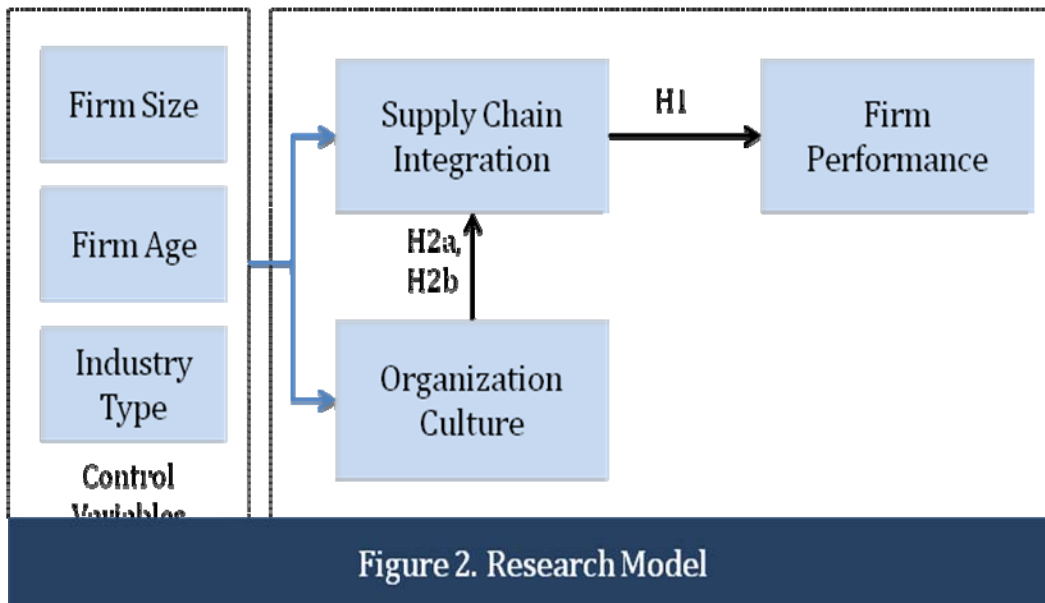 Firm Size
Firm Age
Industry
Type
Control
Variables
Supply Chain
Integration
H1
Firm
Performance
H2a,
H2b
Organization
Culture
Figure 2. Research Model